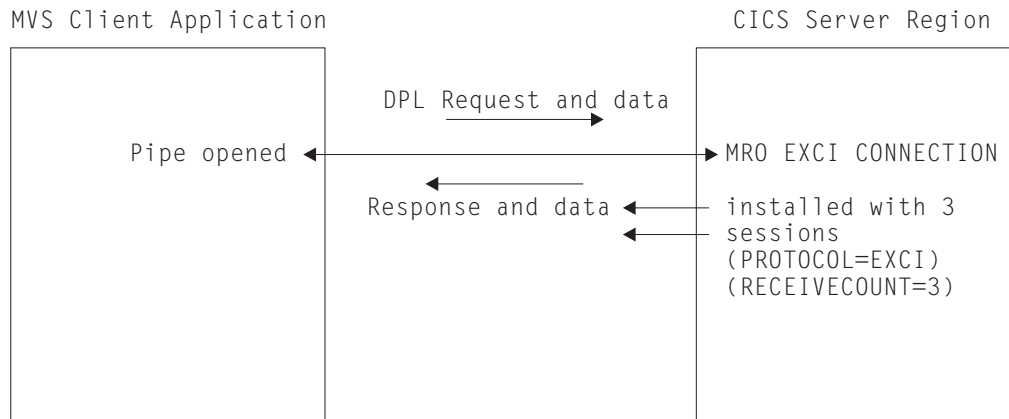 MVS Client Application
CICS Server Region
DPL Request and data
Pipe opened
MRO EXCI CONNECTION
Response and data
installed with 3
sessions
(PROTOCOL=EXCI)
(RECEIVECOUNT=3)